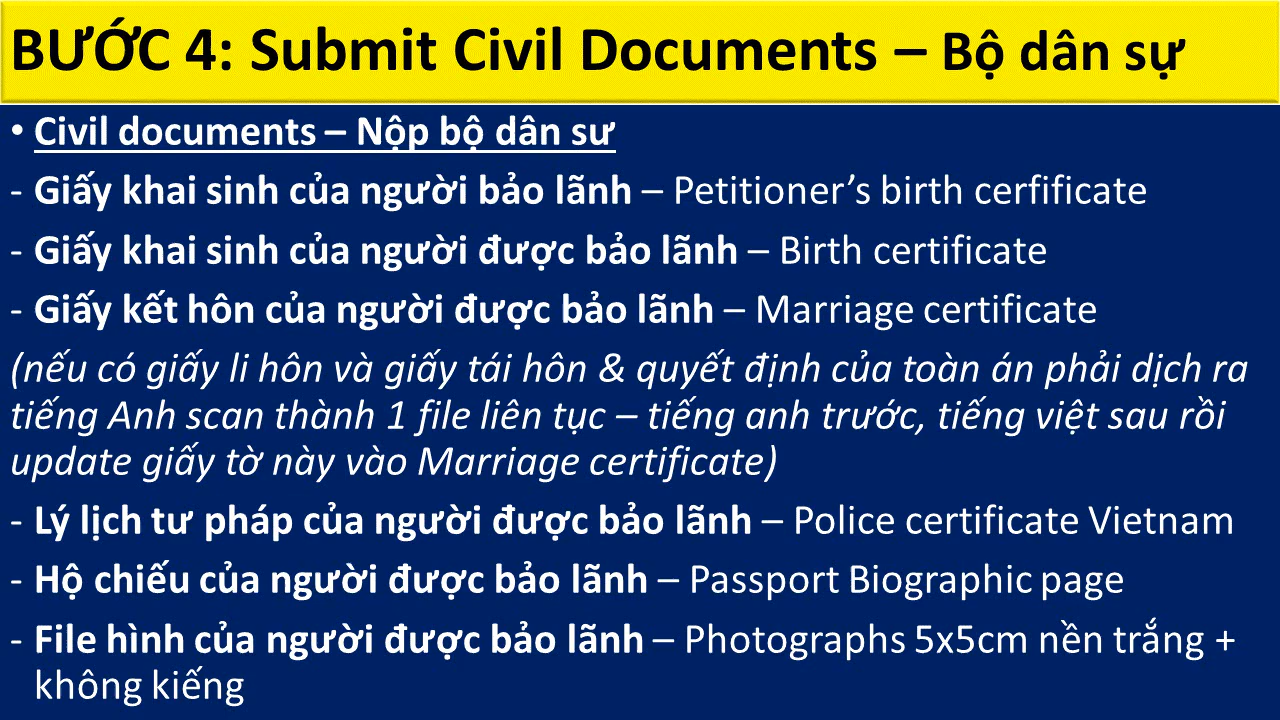 BƯỚC 4: Submit Civil Documents – Bộ dân sự
• Civil documents – Nộp bộ dân sư
- Giấy khai sinh của người bảo lãnh – Petitioner’s birth cerfificate
- Giấy khai sinh của người được bảo lãnh – Birth certificate
- Giấy kết hôn của người được bảo lãnh – Marriage certificate
(nếu có giấy li hôn và giấy tái hôn & quyết định của toàn án phải dịch ra
tiếng Anh scan thành 1 file liên tục – tiếng anh trước, tiếng việt sau rồi
update giấy tờ này vào Marriage certificate)
- Lý lịch tư pháp của người được bảo lãnh – Police certificate Vietnam
- Hộ chiếu của người được bảo lãnh – Passport Biographic page
- File hình của người được bảo lãnh – Photographs 5x5cm nền trắng +
không kiếng